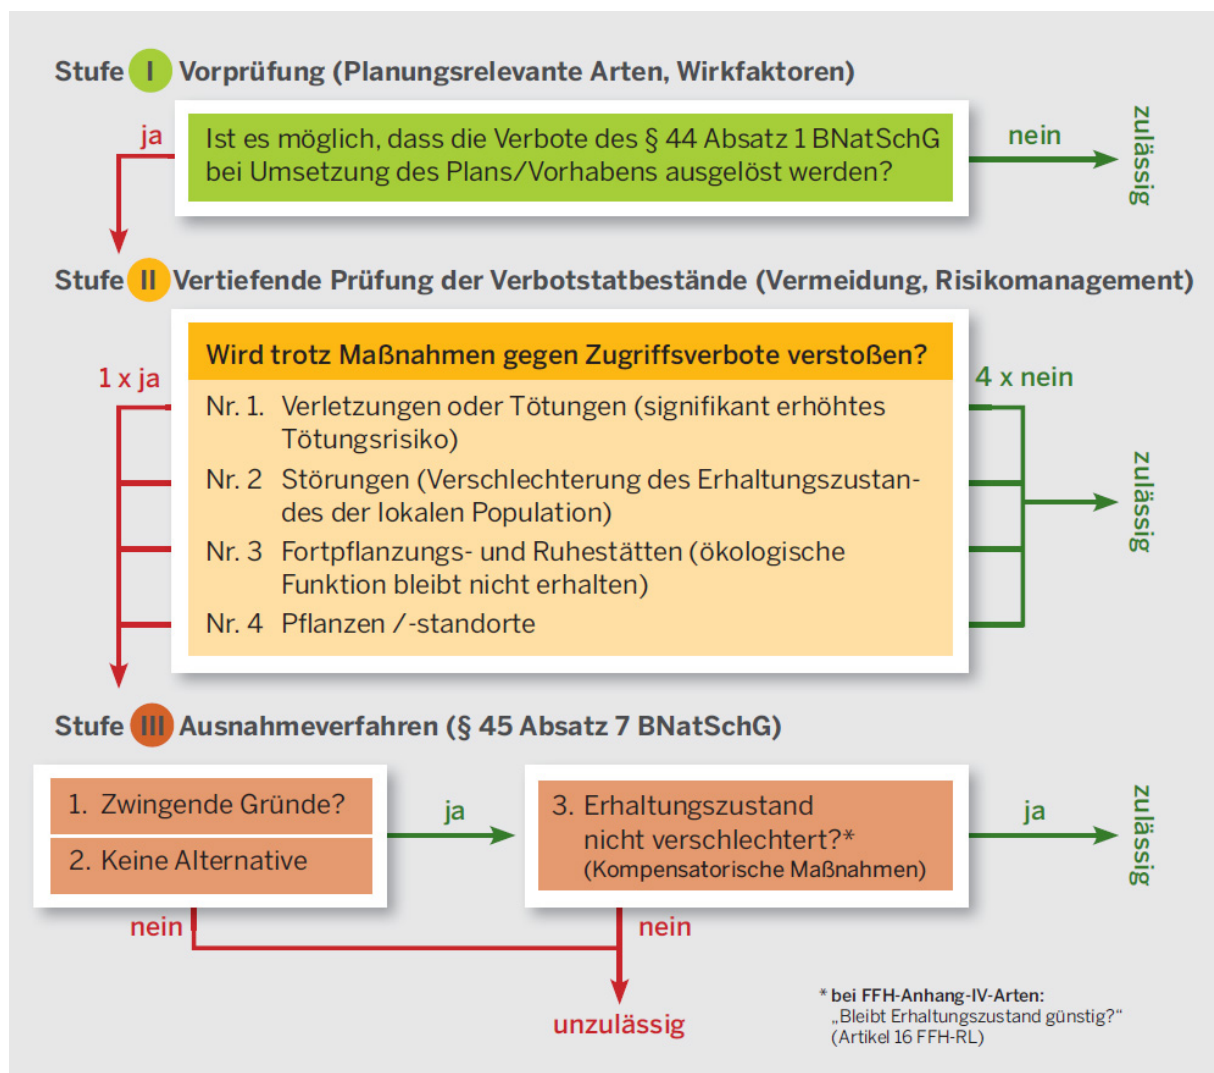 Stufe I Vorprüfung (Planungsrelevante Arten, Wirkfaktoren)
ja
Ist es möglich, dass die Verbote des § 44 Absatz 1 BNatSchG
bei Umsetzung des Plans/Vorhabens ausgelöst werden?
nein
zulässig
Stufe II Vertiefende Prüfung der Verbotstatbestände (Vermeidung, Risikomanagement)
Wird trotz Maßnahmen gegen Zugriffsverbote verstoßen?
1 x ja
4 x nein
Nr. 1. Verletzungen oder Tötungen (signifikant erhöhtes
Tötungsrisiko)
Nr. 2 Störungen (Verschlechterung des Erhaltungszustan-
des der lokalen Population)
Nr. 3 Fortpflanzungs- und Ruhestätten (ökologische
Funktion bleibt nicht erhalten)
Nr. 4 Pflanzen /-standorte
zulässig
Stufe III Ausnahmeverfahren (§ 45 Absatz 7 BNatSchG)
1. Zwingende Gründe?
2. Keine Alternative
ja
3. Erhaltungszustand
nicht verschlechtert?*
(Kompensatorische Maßnahmen)
ja
zulässig
nein
nein
unzulässig
* bei FFH-Anhang-IV-Arten:
„Bleibt Erhaltungszustand günstig?“
(Artikel 16 FFH-RL)